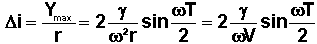 Δi = Y_max / r = 2 γ / ω²r sin ωT / 2 = 2 γ / ωV sin ωT / 2